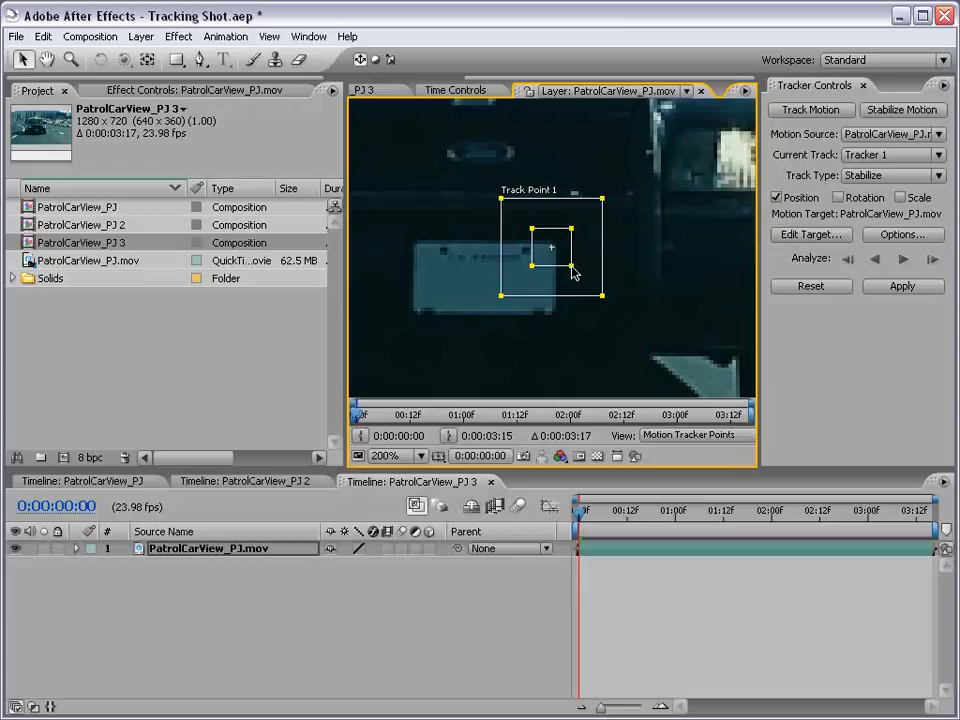 Adobe After Effects - Tracking Shot.aep *
File Edit Composition Layer Effect Animation View Window Help
Workspace: Standard
Project Effect Controls: PatrolCarView_PJ.mov
PatrolCarView_PJ 3
1280 x 720 (640 x 360) (1.00)
Δ 0:00:03:17, 23.98 fps
Name Type Size Dura
PatrolCarView_PJ Composition
PatrolCarView_PJ 2 Composition
PatrolCarView_PJ 3 Composition
PatrolCarView_PJ.mov QuickTi...ovie 62.5 MB
Solids Folder
8 bpc
PJ 3 Time Controls Layer: PatrolCarView_PJ.mov
Track Point 1
00:12f 01:00f 01:12f 02:00f 02:12f 03:00f 03:12f
0:00:00:00 0:00:03:15 Δ 0:00:03:17 View: Motion Tracker Points
200% 0:00:00:00
Tracker Controls
Track Motion Stabilize Motion
Motion Source: PatrolCarView_PJ.r
Current Track: Tracker 1
Track Type: Stabilize
Position Rotation Scale
Motion Target: PatrolCarView_PJ.mov
Edit Target... Options...
Analyze:
Reset Apply
Timeline: PatrolCarView_PJ Timeline: PatrolCarView_PJ 2 Timeline: PatrolCarView_PJ 3
0:00:00:00 (23.98 fps)
0f 00:12f 01:00f 01:12f 02:00f 02:12f 03:00f 03:12f
# Source Name Parent
1 PatrolCarView_PJ.mov None